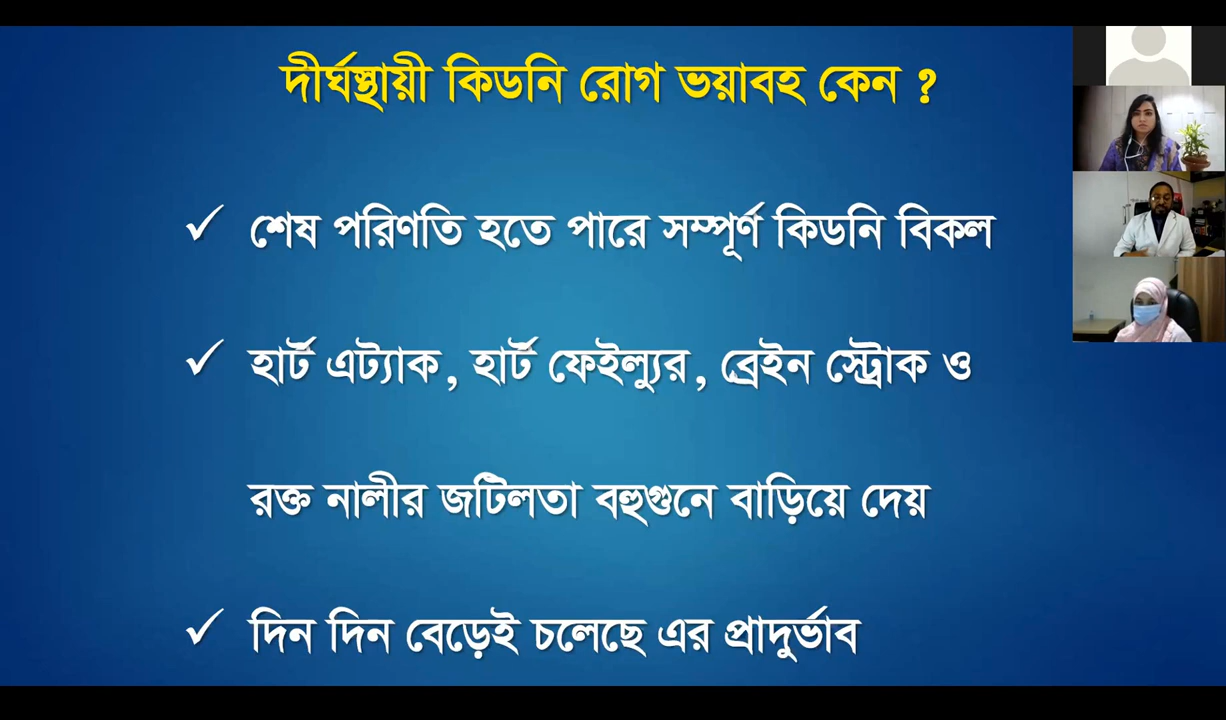 দীর্ঘস্থায়ী কিডনি রোগ ভয়াবহ কেন ?
✓ শেষ পরিণতি হতে পারে সম্পূর্ণ কিডনি বিকল
✓ হার্ট এট্যাক, হার্ট ফেইল্যুর, ব্রেইন স্ট্রোক ও
রক্ত নালীর জটিলতা বহুগুনে বাড়িয়ে দেয়
✓ দিন দিন বেড়েই চলেছে এর প্রাদুর্ভাব